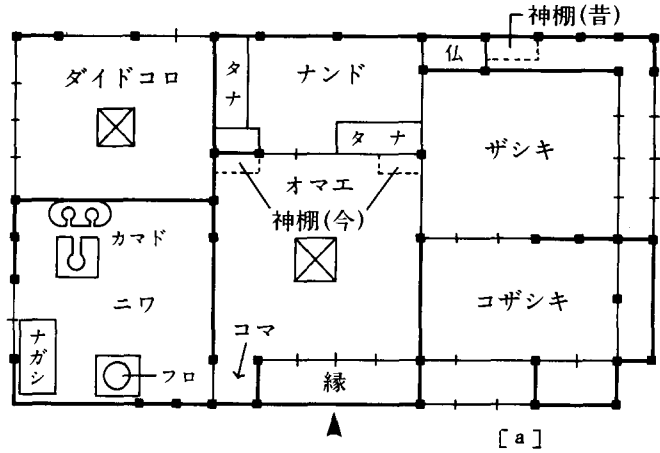 神棚(昔)
ダイドコロ
タナ
ナンド
仏
タナ
ザシキ
オマエ
神棚(今)
カマド
ニワ
コザシキ
コマ
ナガシ
フロ
縁
[a]